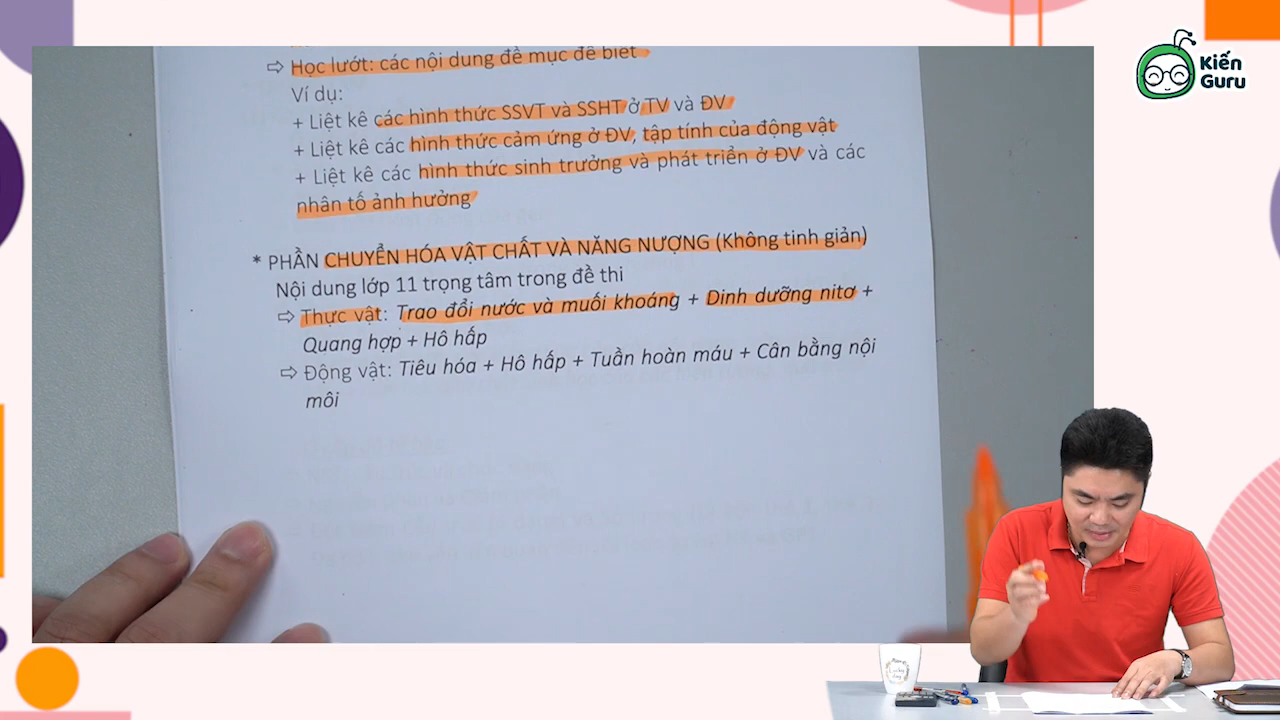 ⇨ Học lướt: các nội dung đề mục để biết
Ví dụ:
+ Liệt kê các hình thức SSVT và SSHT ở TV và ĐV
+ Liệt kê các hình thức cảm ứng ở ĐV, tập tính của động vật
+ Liệt kê các hình thức sinh trưởng và phát triển ở ĐV và các
nhân tố ảnh hưởng
* PHẦN CHUYỂN HÓA VẬT CHẤT VÀ NĂNG NƯỢNG (Không tinh giản)
Nội dung lớp 11 trọng tâm trong đề thi
⇨ Thực vật: Trao đổi nước và muối khoáng + Dinh dưỡng nitơ +
Quang hợp + Hô hấp
⇨ Động vật: Tiêu hóa + Hô hấp + Tuần hoàn máu + Cân bằng nội
môi
Kiến
Guru